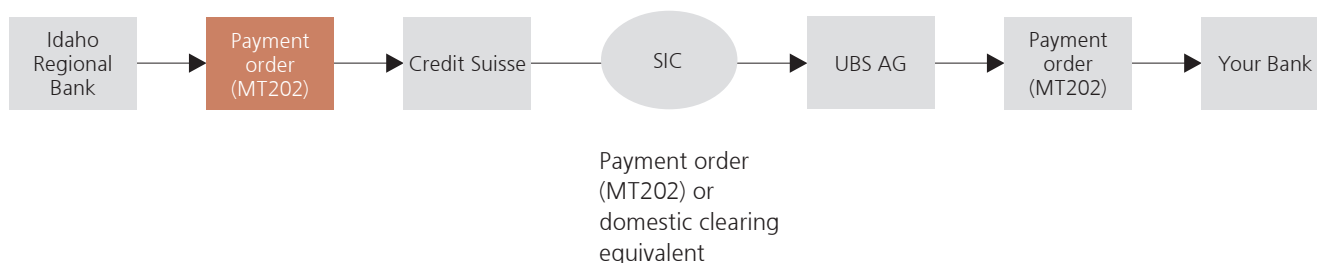 Idaho
Regional
Bank
Payment
order
(MT202)
Credit Suisse
SIC
UBS AG
Payment
order
(MT202)
Your Bank
Payment order
(MT202) or
domestic clearing
equivalent